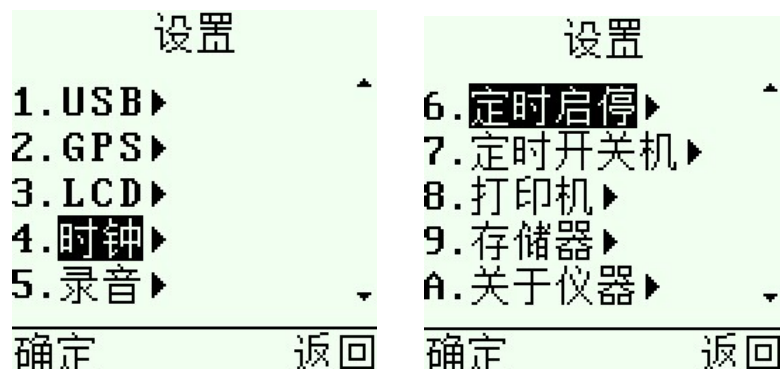 设置
1.USB
2.GPS
3.LCD
4.时钟
5.录音
确定 返回
设置
6.定时启停
7.定时开关机
8.打印机
9.存储器
A.关于仪器
确定 返回